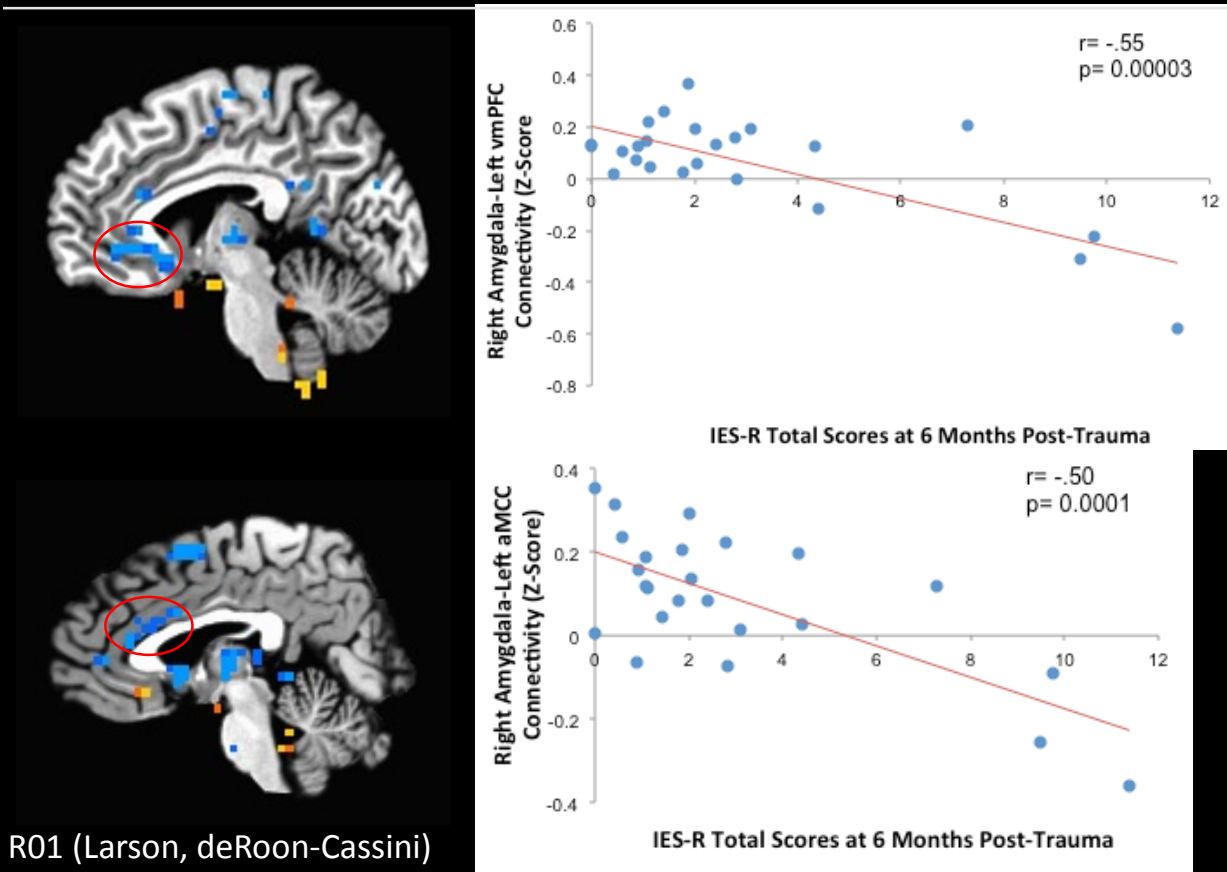 r= -.55
p= 0.00003
Right Amygdala-Left vmPFC
Connectivity (Z-Score
0.6
0.4
0.2
0
-0.2
-0.4
-0.6
-0.8
0 2 4 6 8 10 12
IES-R Total Scores at 6 Months Post-Trauma
r= -.50
p= 0.0001
Right Amygdala-Left aMCC
Connectivity (Z-Score)
0.4
0.2
0
-0.2
-0.4
0 2 4 6 8 10 12
IES-R Total Scores at 6 Months Post-Trauma
R01 (Larson, deRoon-Cassini)